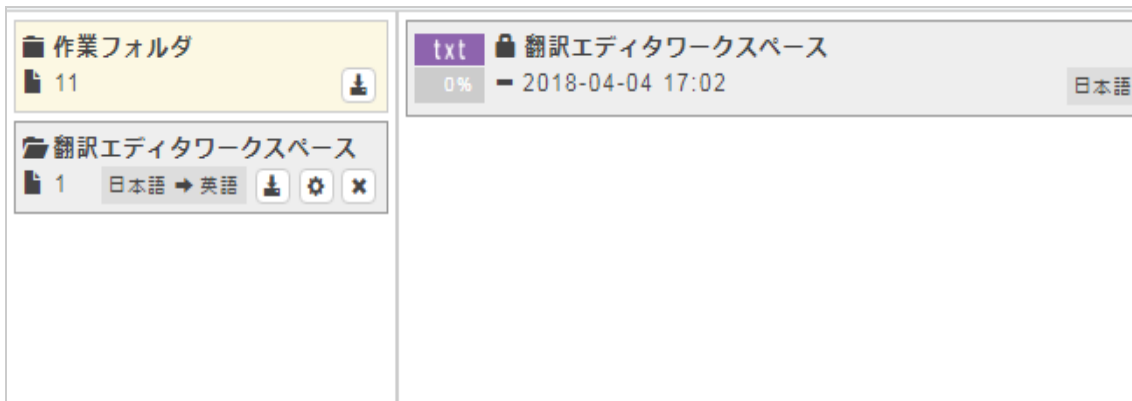 作業フォルダ
11
翻訳エディタワークスペース
1 日本語 ➡ 英語
txt 翻訳エディタワークスペース
0% 2018-04-04 17:02 日本語